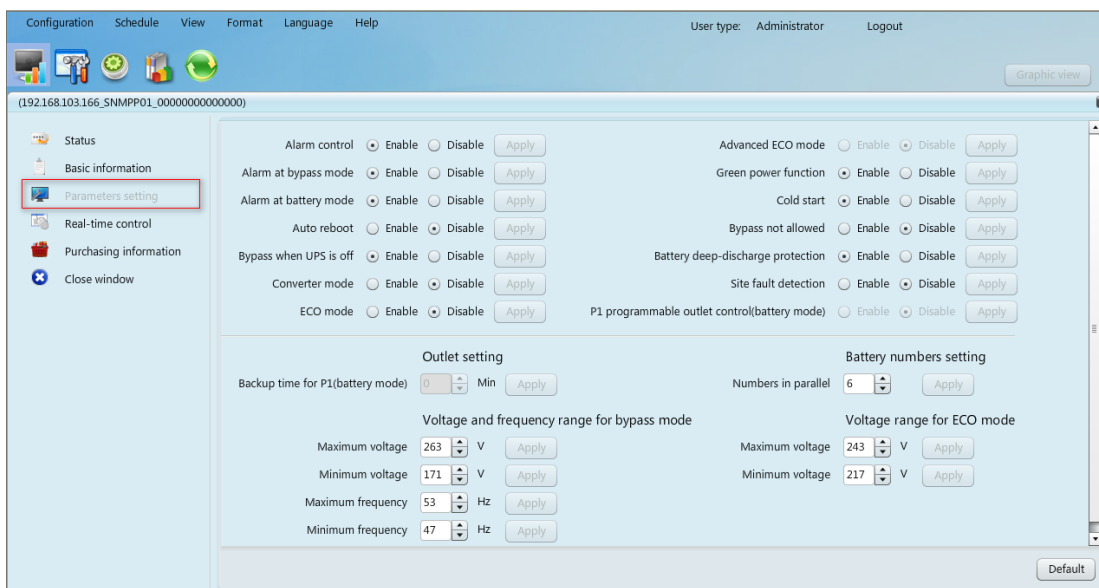 Configuration Schedule View Format Language Help User type: Administrator Logout
Graphic view
(192.168.103.166_SNMPP01_00000000000000)
Status
Basic information
Parameters setting
Real-time control
Purchasing information
Close window
Alarm control Enable Disable Apply Advanced ECO mode Enable Disable Apply
Alarm at bypass mode Enable Disable Apply Green power function Enable Disable Apply
Alarm at battery mode Enable Disable Apply Cold start Enable Disable Apply
Auto reboot Enable Disable Apply Bypass not allowed Enable Disable Apply
Bypass when UPS is off Enable Disable Apply Battery deep-discharge protection Enable Disable Apply
Converter mode Enable Disable Apply Site fault detection Enable Disable Apply
ECO mode Enable Disable Apply P1 programmable outlet control(battery mode) Enable Disable Apply
Outlet setting Battery numbers setting
Backup time for P1(battery mode) 0 Min Apply Numbers in parallel 6 Apply
Voltage and frequency range for bypass mode Voltage range for ECO mode
Maximum voltage 263 V Apply Maximum voltage 243 V Apply
Minimum voltage 171 V Apply Minimum voltage 217 V Apply
Maximum frequency 53 Hz Apply
Minimum frequency 47 Hz Apply
Default